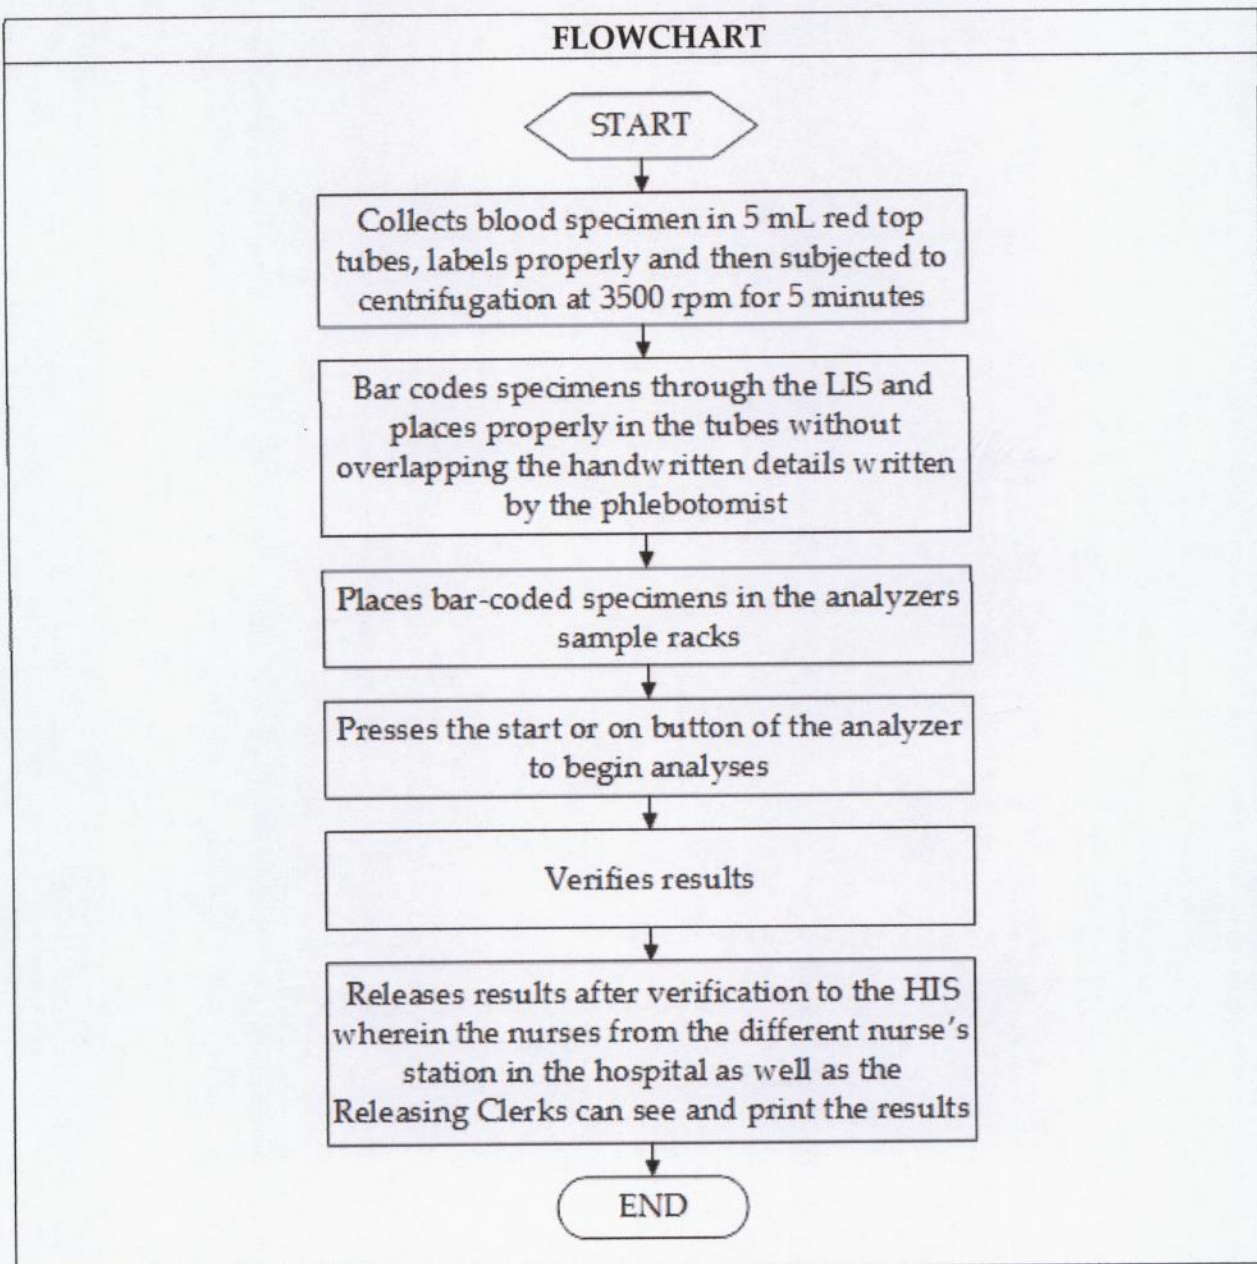 FLOWCHART
START
Collects blood specimen in 5 mL red top
tubes, labels properly and then subjected to
centrifugation at 3500 rpm for 5 minutes
Bar codes specimens through the LIS and
places properly in the tubes without
overlapping the handwritten details written
by the phlebotomist
Places bar-coded specimens in the analyzers
sample racks
Presses the start or on button of the analyzer
to begin analyses
Verifies results
Releases results after verification to the HIS
wherein the nurses from the different nurse's
station in the hospital as well as the
Releasing Clerks can see and print the results
END